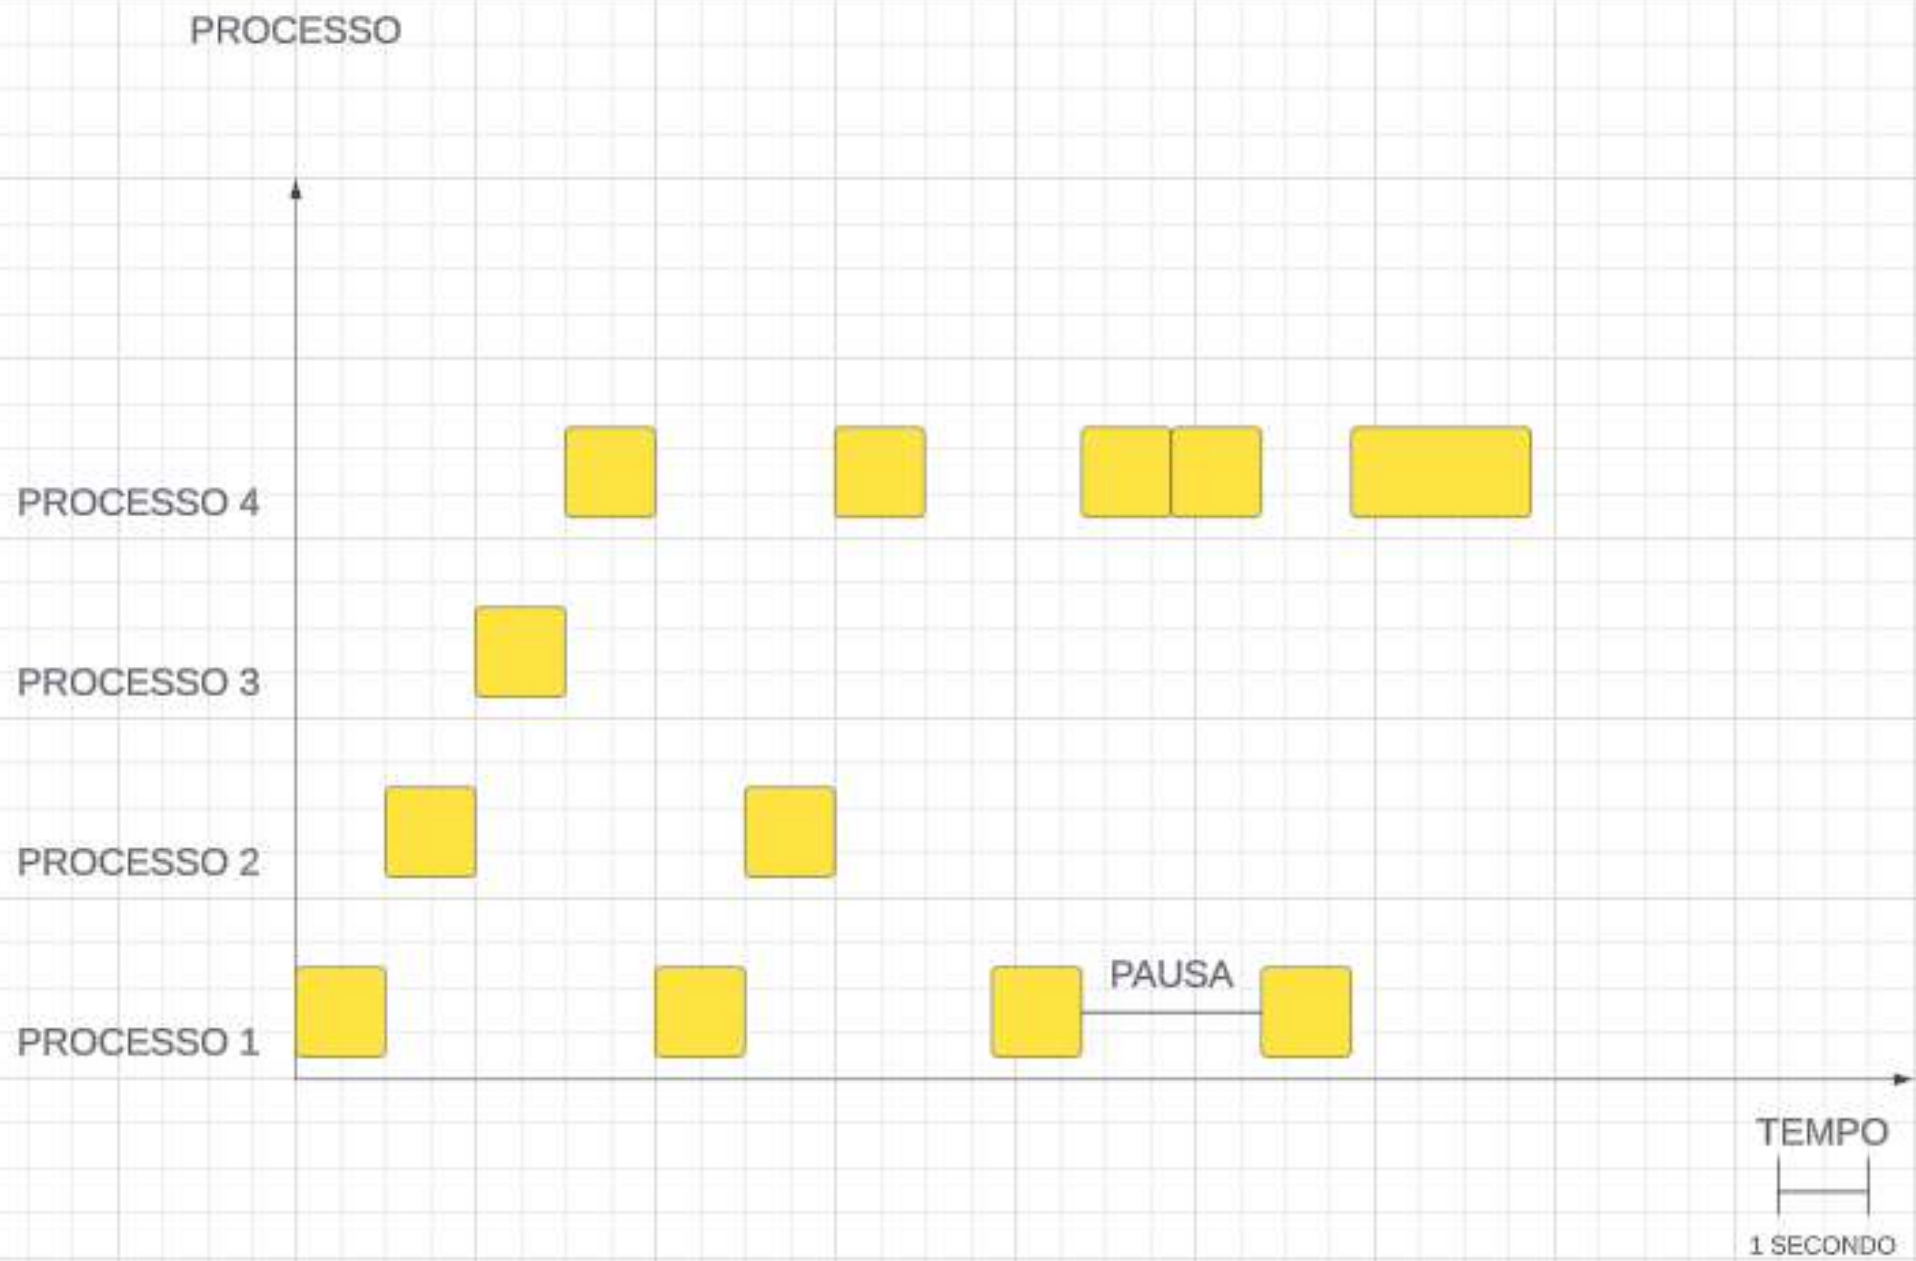 PROCESSO
PROCESSO 4
PROCESSO 3
PROCESSO 2
PAUSA
PROCESSO 1
TEMPO
1 SECONDO